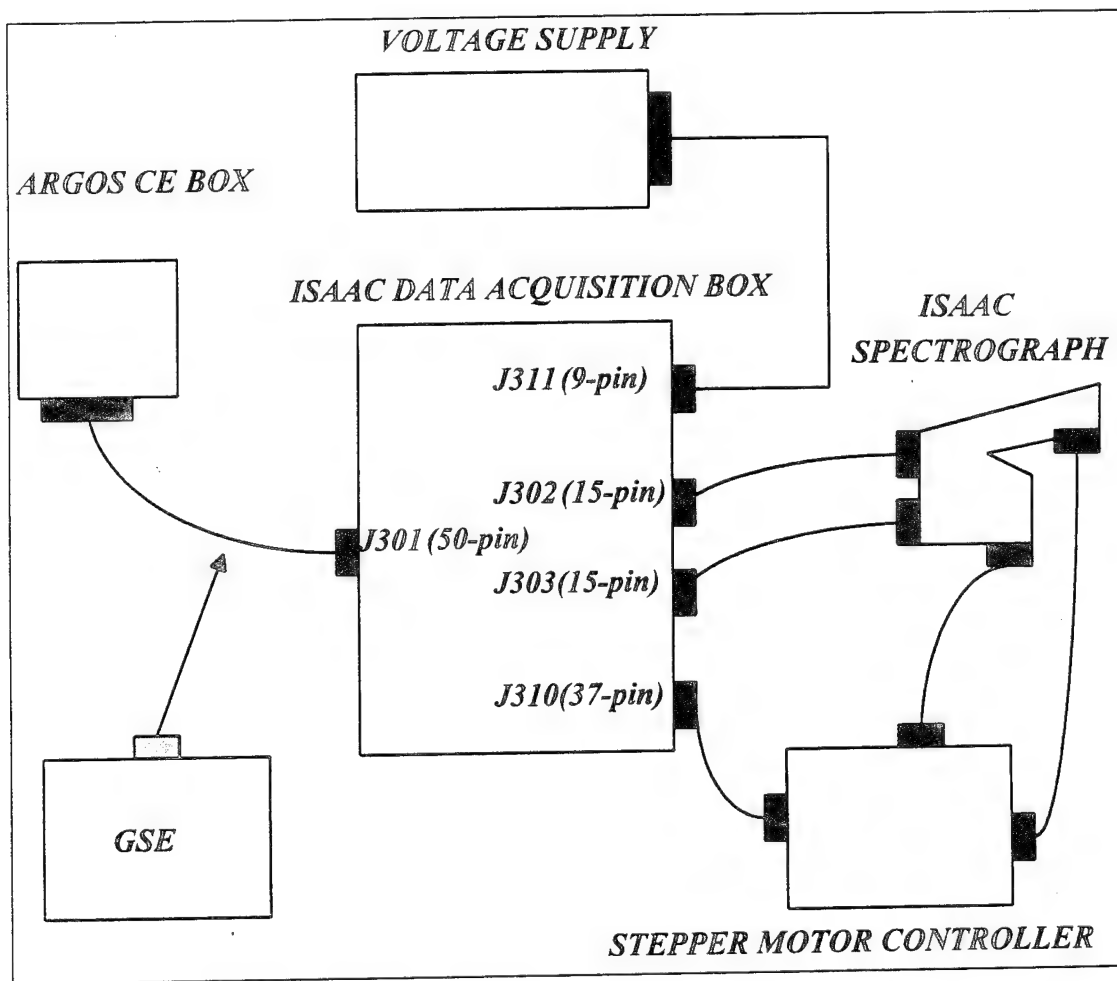 VOLTAGE SUPPLY
ARGOS CE BOX
ISAAC DATA ACQUISITION BOX
ISAAC
SPECTROGRAPH
J311 (9-pin)
J302 (15-pin)
J301 (50-pin)
J303 (15-pin)
J310(37-pin)
GSE
STEPPER MOTOR CONTROLLER